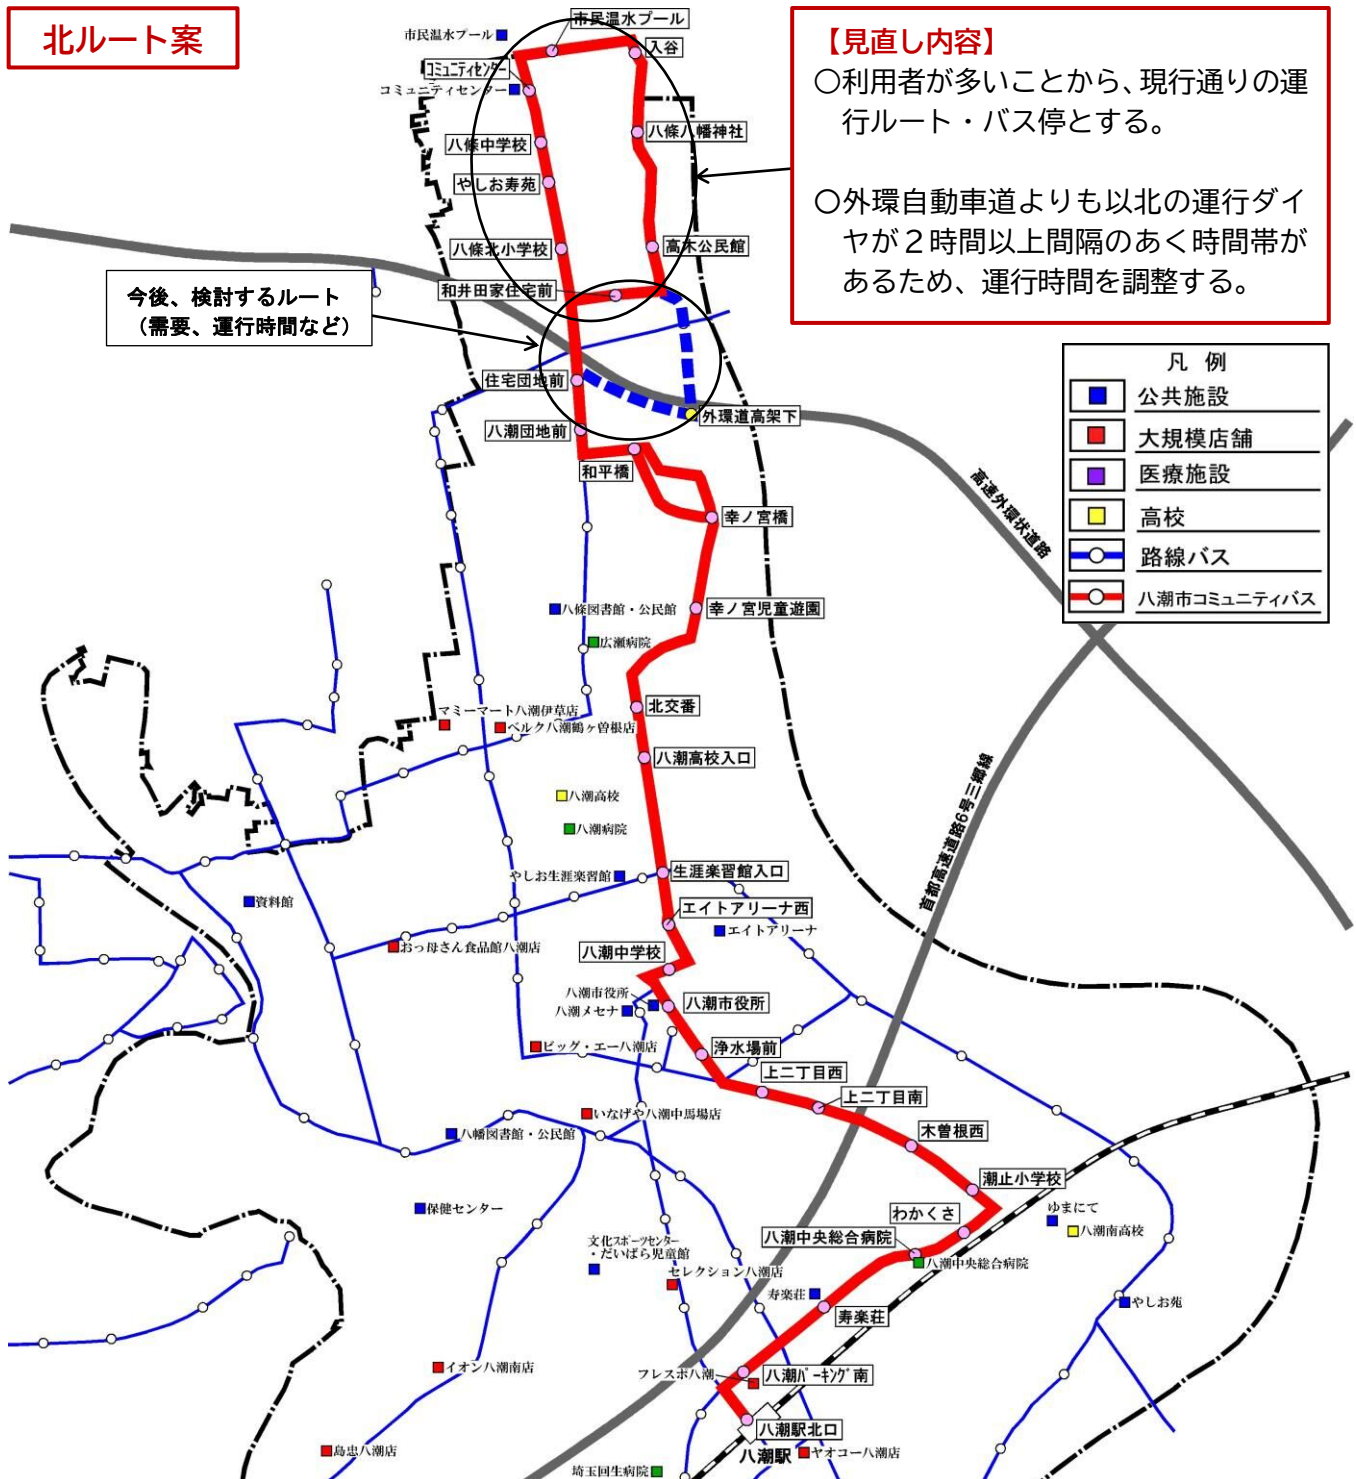 北ルート案
【見直し内容】
○利用者が多いことから、現行通りの運
行ルート・バス停とする。
○外環自動車道よりも以北の運行ダイ
ヤが２時間以上間隔のあく時間帯が
あるため、運行時間を調整する。
市民温水プール
市民温水プール
入谷
コミュニティセンター
コミュニティセンター
八條八幡神社
八條中学校
やしお寿苑
八條北小学校
高木公民館
和井田家住宅前
今後、検討するルート
（需要、運行時間など）
住宅団地前
外環道高架下
八潮団地前
和平橋
幸ノ宮橋
高速外環状道路
凡 例
公共施設
大規模店舗
医療施設
高校
路線バス
八潮市コミュニティバス
八條図書館・公民館
幸ノ宮児童遊園
広瀬病院
北交番
マミーマート八潮伊草店
ベルク八潮鶴ヶ曽根店
八潮高校入口
八潮高校
八潮病院
首都高速道路6号三郷線
やしお生涯楽習館
生涯楽習館入口
資料館
エイトアリーナ西
エイトアリーナ
おっ母さん食品館八潮店
八潮中学校
八潮市役所
八潮メセナ
八潮市役所
ビッグ・エー八潮店
浄水場前
上二丁目西
上二丁目南
いなげや八潮中馬場店
八幡図書館・公民館
木曽根西
潮止小学校
保健センター
わかくさ
ゆまにて
八潮南高校
八潮中央総合病院
八潮中央総合病院
文化スポーツセンター
・だいばら児童館
セレクション八潮店
寿楽荘
寿楽荘
やしお苑
イオン八潮南店
フレスポ八潮
八潮パーキング南
八潮駅北口
八潮駅
ヤオコー八潮店
島忠八潮店
埼玉回生病院